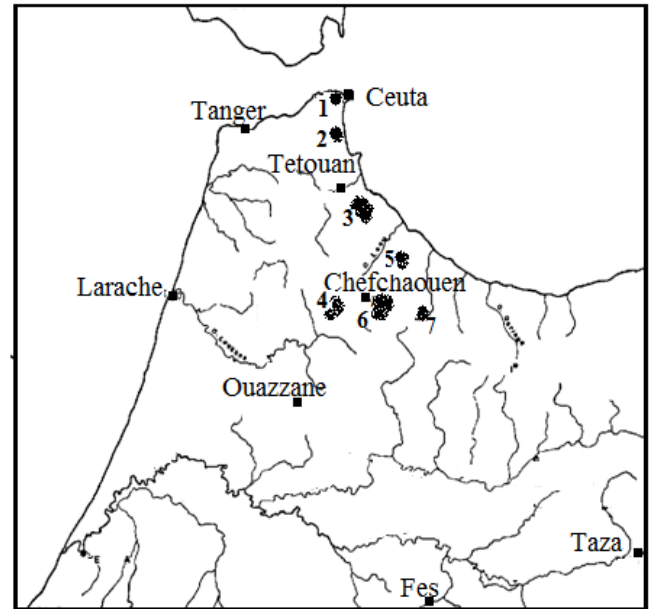 Ceuta
1
Tanger
2
Tetouan
3
5
Chefchaouen
Larache
4
6
7
Ouazzane
Taza
Fes